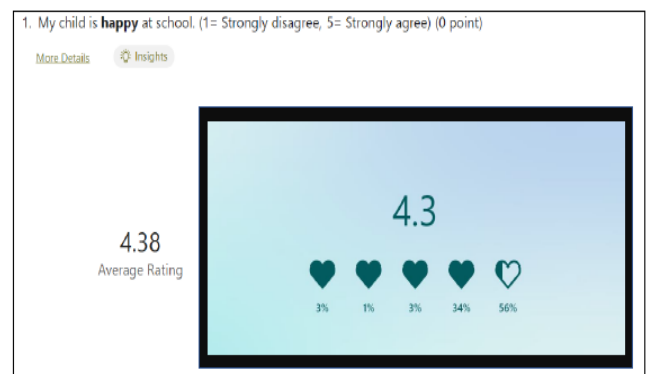 1. My child is happy at school. (1= Strongly disagree, 5= Strongly agree) (0 point)
More Details Insights
4.3
4.38
Average Rating
3% 1% 3% 34% 56%